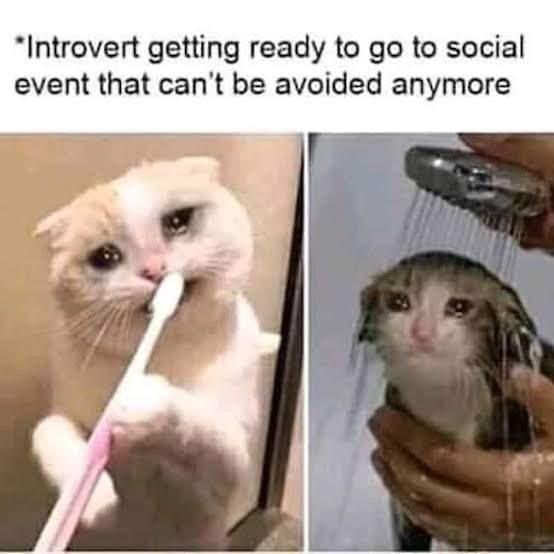 *Introvert getting ready to go to social
event that can't be avoided anymore